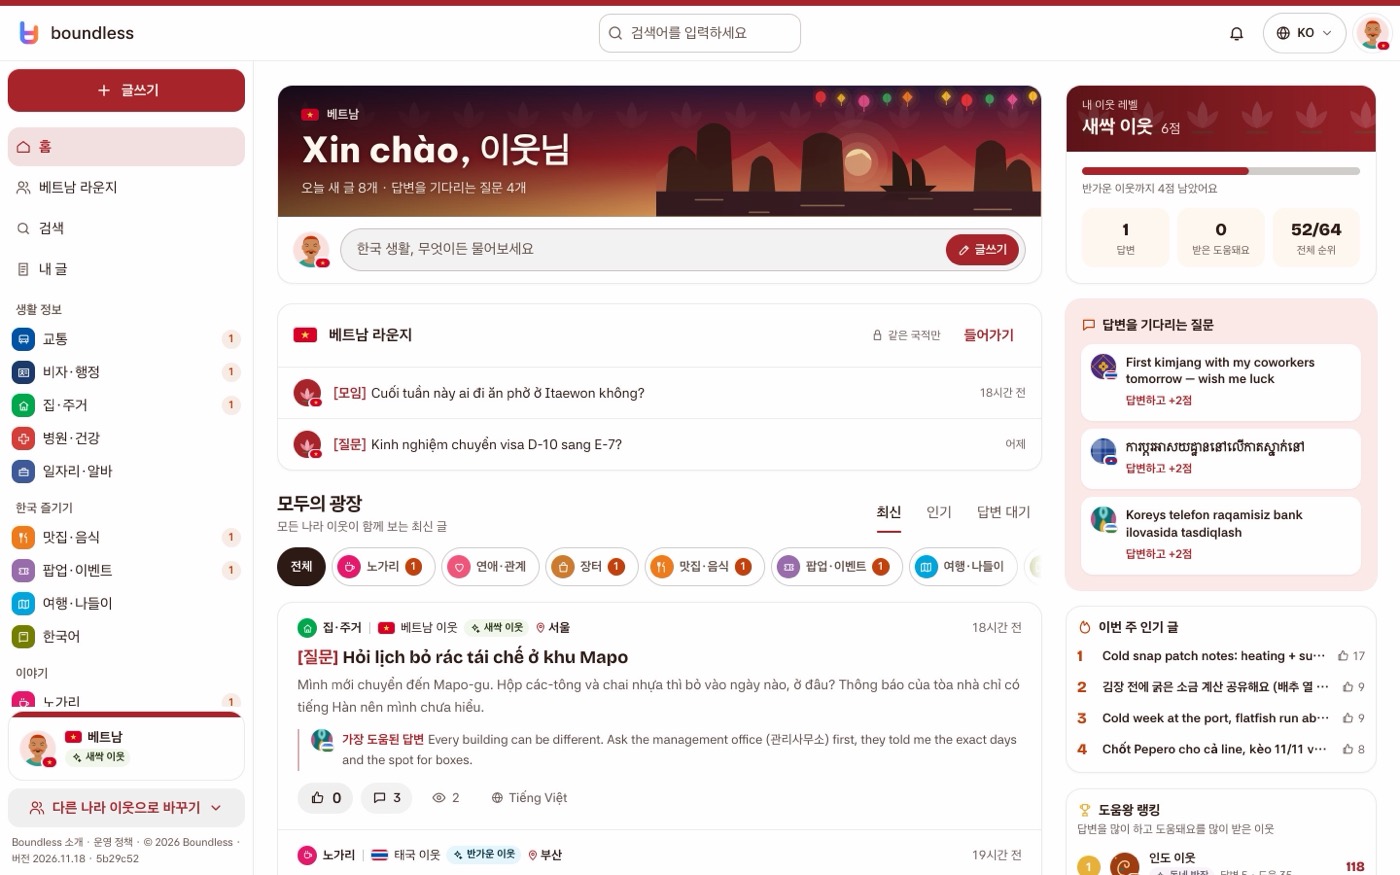 boundless
검색어를 입력하세요
KO
글쓰기
홈
베트남 라운지
검색
내 글
생활 정보
교통 1
비자·행정 1
집·주거 1
병원·건강
일자리·알바
한국 즐기기
맛집·음식 1
팝업·이벤트 1
여행·나들이
한국어
이야기
노가리 1
베트남
새싹 이웃
다른 나라 이웃으로 바꾸기
Boundless 소개 · 운영 정책 · © 2026 Boundless ·
버전 2026.11.18 · 5b29c52
베트남
Xin chào, 이웃님
오늘 새 글 8개 · 답변을 기다리는 질문 4개
한국 생활, 무엇이든 물어보세요
글쓰기
베트남 라운지
같은 국적만
들어가기
[모임] Cuối tuần này ai đi ăn phở ở Itaewon không?
18시간 전
[질문] Kinh nghiệm chuyển visa D-10 sang E-7?
어제
모두의 광장
모든 나라 이웃이 함께 보는 최신 글
최신 인기 답변 대기
전체 노가리 1 연애·관계 장터 1 맛집·음식 1 팝업·이벤트 1 여행·나들이
집·주거 베트남 이웃 새싹 이웃 서울 18시간 전
[질문] Hỏi lịch bỏ rác tái chế ở khu Mapo
Mình mới chuyển đến Mapo-gu. Hộp các-tông và chai nhựa thì bỏ vào ngày nào, ở đâu? Thông báo của tòa nhà chỉ có
tiếng Hàn nên mình chưa hiểu.
가장 도움된 답변 Every building can be different. Ask the management office (관리사무소) first, they told me the exact days
and the spot for boxes.
0 3 2 Tiếng Việt
노가리 태국 이웃 반가운 이웃 부산 19시간 전
내 이웃 레벨
새싹 이웃 6점
반가운 이웃까지 4점 남았어요
1 0 52/64
답변 받은 도움돼요 전체 순위
답변을 기다리는 질문
First kimjang with my coworkers
tomorrow — wish me luck
답변하고 +2점
답변하고 +2점
Koreys telefon raqamisiz bank
ilovasida tasdiqlash
답변하고 +2점
이번 주 인기 글
1 Cold snap patch notes: heating + su··· 17
2 김장 전에 굵은 소금 계산 공유해요 (배추 열 ··· 9
3 Cold week at the port, flatfish run ab··· 9
4 Chốt Pepero cho cả line, kèo 11/11 v··· 8
도움왕 랭킹
답변을 많이 하고 도움돼요를 많이 받은 이웃
1 인도 이웃 118